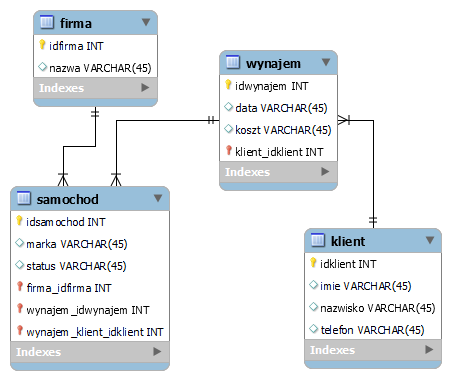 firma
idfirma INT
nazwa VARCHAR(45)
Indexes
wynajem
idwynajem INT
data VARCHAR(45)
koszt VARCHAR(45)
klient_idklient INT
Indexes
samochod
idsamochod INT
marka VARCHAR(45)
status VARCHAR(45)
firma_idfirma INT
wynajem_idwynajem INT
wynajem_klient_idklient INT
Indexes
klient
idklient INT
imie VARCHAR(45)
nazwisko VARCHAR(45)
telefon VARCHAR(45)
Indexes